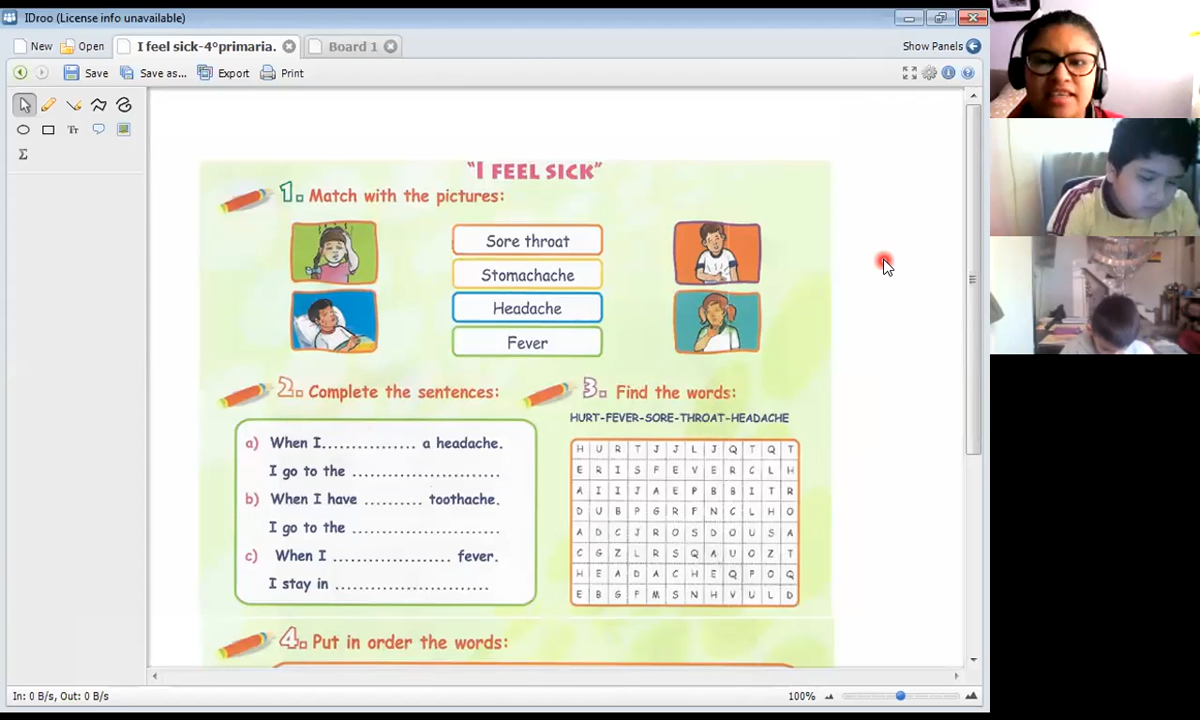 IDroo (License info unavailable)
New Open I feel sick-4ºprimaria. Board 1 Show Panels
Save Save as... Export Print
"I FEEL SICK"
1. Match with the pictures:
Sore throat
Stomachache
Headache
Fever
2. Complete the sentences:
a) When I................ a headache.
I go to the ..........................
b) When I have .......... toothache.
I go to the ..........................
c) When I ..................... fever.
I stay in ...........................
3. Find the words:
HURT-FEVER-SORE-THROAT-HEADACHE
H U R T J J L J Q T Q T
E R I S F E V E R C L H
A I I J A E P B B I T R
D U B P G R F N C L H O
A D C J R O S D O U S A
C G Z L R S Q A U O Z T
H E A D A C H E Q P O Q
E B G F M S N H V U L D
4. Put in order the words:
In: 0 B/s, Out: 0 B/s 100%